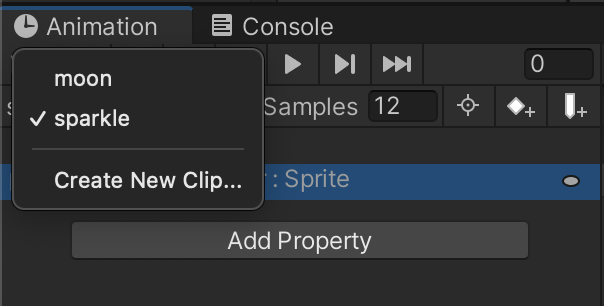 Animation Console
moon
0
sparkle
Samples 12
Create New Clip...
: Sprite
Add Property